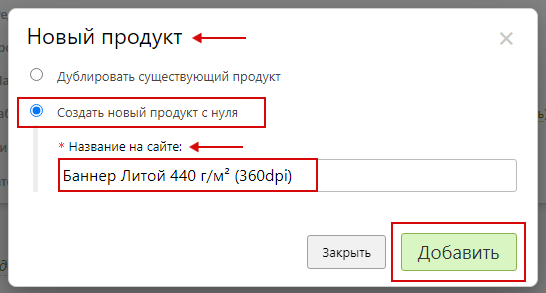 Новый продукт
Дублировать существующий продукт
Создать новый продукт с нуля
* Название на сайте:
Баннер Литой 440 г/м² (360dpi)
Закрыть
Добавить